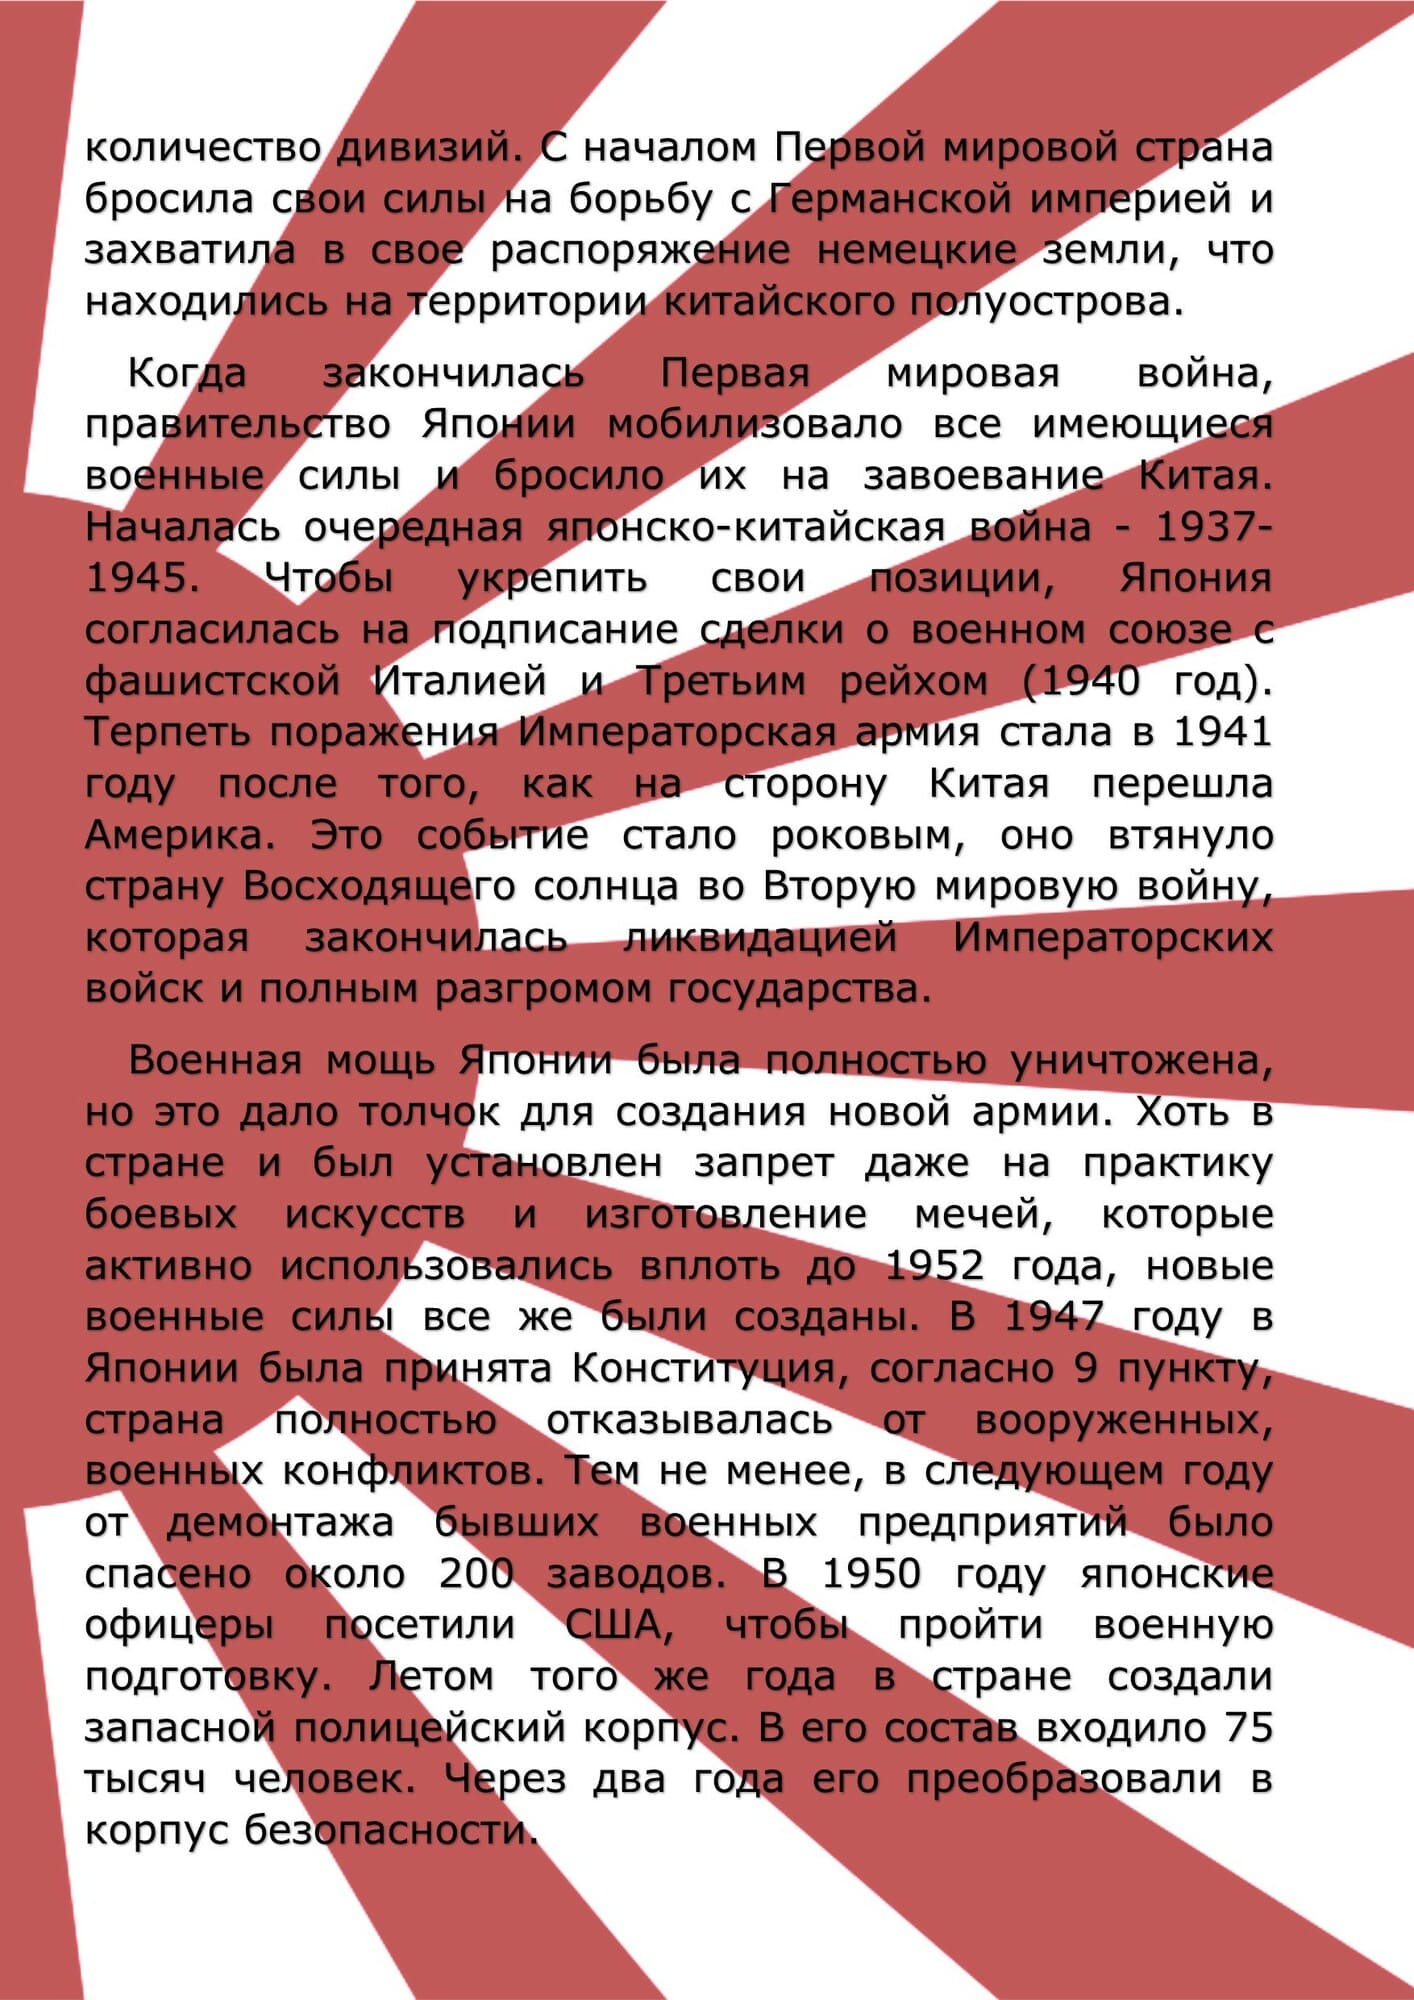 количество дивизий. С началом Первой мировой страна
бросила свои силы на борьбу с Германской империей и
захватила в свое распоряжение немецкие земли, что
находились на территории китайского полуострова.
Когда закончилась Первая мировая война,
правительство Японии мобилизовало все имеющиеся
военные силы и бросило их на завоевание Китая.
Началась очередная японско-китайская война - 1937-
1945. Чтобы укрепить свои позиции, Япония
согласилась на подписание сделки о военном союзе с
фашистской Италией и Третьим рейхом (1940 год).
Терпеть поражения Императорская армия стала в 1941
году после того, как на сторону Китая перешла
Америка. Это событие стало роковым, оно втянуло
страну Восходящего солнца во Вторую мировую войну,
которая закончилась ликвидацией Императорских
войск и полным разгромом государства.
Военная мощь Японии была полностью уничтожена,
но это дало толчок для создания новой армии. Хоть в
стране и был установлен запрет даже на практику
боевых искусств и изготовление мечей, которые
активно использовались вплоть до 1952 года, новые
военные силы все же были созданы. В 1947 году в
Японии была принята Конституция, согласно 9 пункту,
страна полностью отказывалась от вооруженных,
военных конфликтов. Тем не менее, в следующем году
от демонтажа бывших военных предприятий было
спасено около 200 заводов. В 1950 году японские
офицеры посетили США, чтобы пройти военную
подготовку. Летом того же года в стране создали
запасной полицейский корпус. В его состав входило 75
тысяч человек. Через два года его преобразовали в
корпус безопасности.